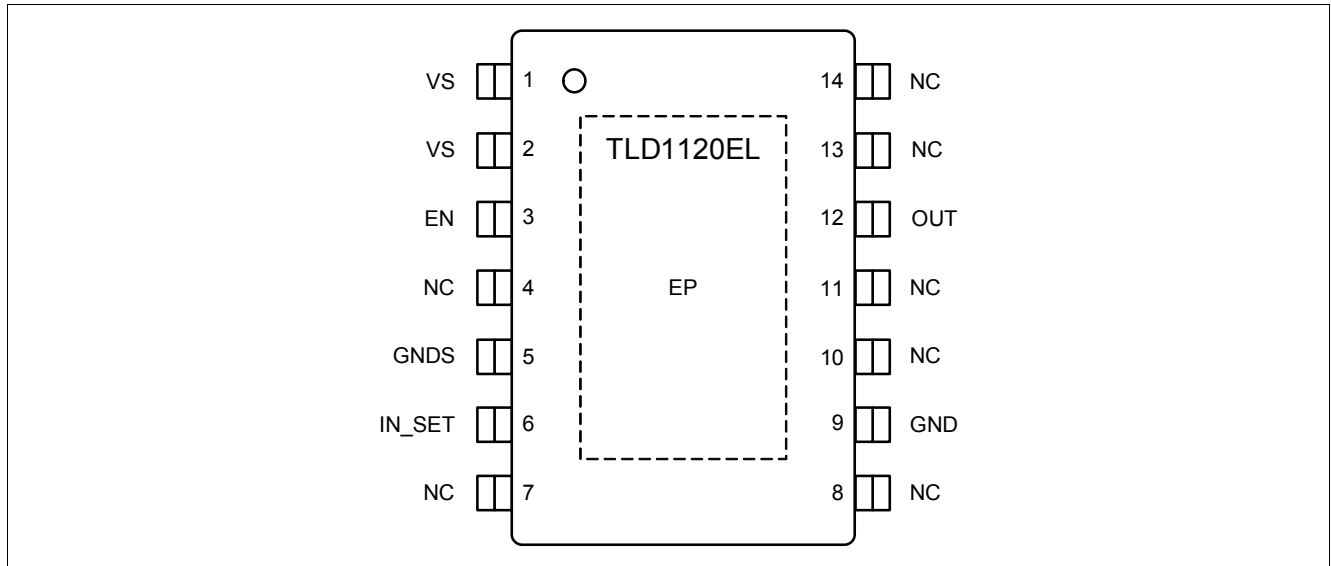 VS 1 14 NC
TLD1120EL
VS 2 13 NC
EN 3 12 OUT
NC 4 EP 11 NC
GNDS 5 10 NC
IN_SET 6 9 GND
NC 7 8 NC